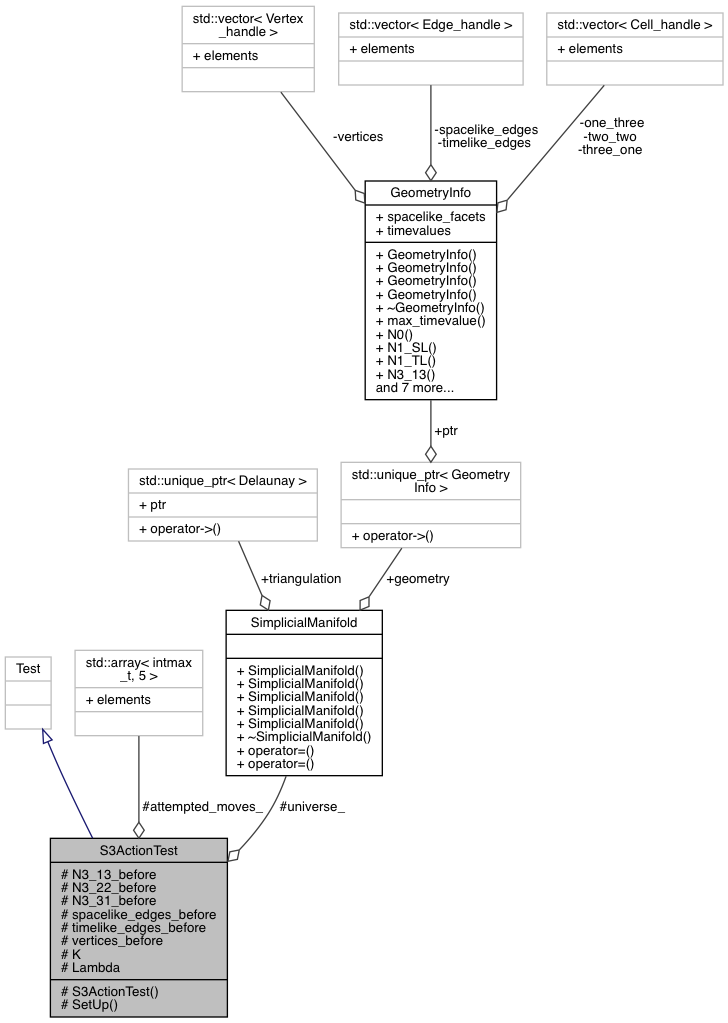 std::vector< Vertex
_handle >
+ elements
std::vector< Edge_handle >
+ elements
std::vector< Cell_handle >
+ elements
-vertices
-spacelike_edges
-timelike_edges
-one_three
-two_two
-three_one
GeometryInfo
+ spacelike_facets
+ timevalues
+ GeometryInfo()
+ GeometryInfo()
+ GeometryInfo()
+ GeometryInfo()
+ ~GeometryInfo()
+ max_timevalue()
+ N0()
+ N1_SL()
+ N1_TL()
+ N3_13()
and 7 more...
+ptr
std::unique_ptr< Delaunay >
+ ptr
+ operator->()
std::unique_ptr< Geometry
Info >
+ operator->()
+triangulation
+geometry
SimplicialManifold
+ SimplicialManifold()
+ SimplicialManifold()
+ SimplicialManifold()
+ SimplicialManifold()
+ SimplicialManifold()
+ ~SimplicialManifold()
+ operator=()
+ operator=()
Test
std::array< intmax
_t, 5 >
+ elements
#attempted_moves_
#universe_
S3ActionTest
# N3_13_before
# N3_22_before
# N3_31_before
# spacelike_edges_before
# timelike_edges_before
# vertices_before
# K
# Lambda
# S3ActionTest()
# SetUp()